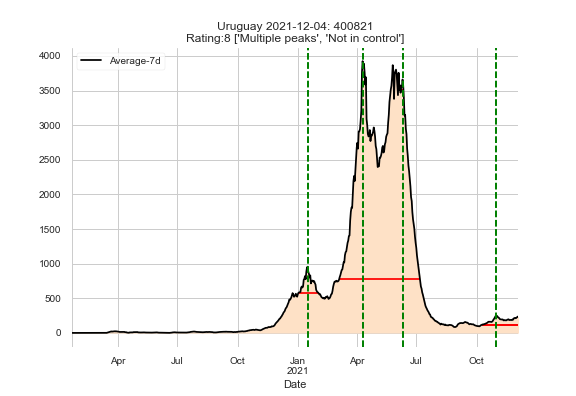 Uruguay 2021-12-04: 400821
Rating:8 ['Multiple peaks', 'Not in control']
Average-7d
4000
3500
3000
2500
2000
1500
1000
500
0
Apr
Jul
Oct
Jan
2021
Apr
Jul
Oct
Date